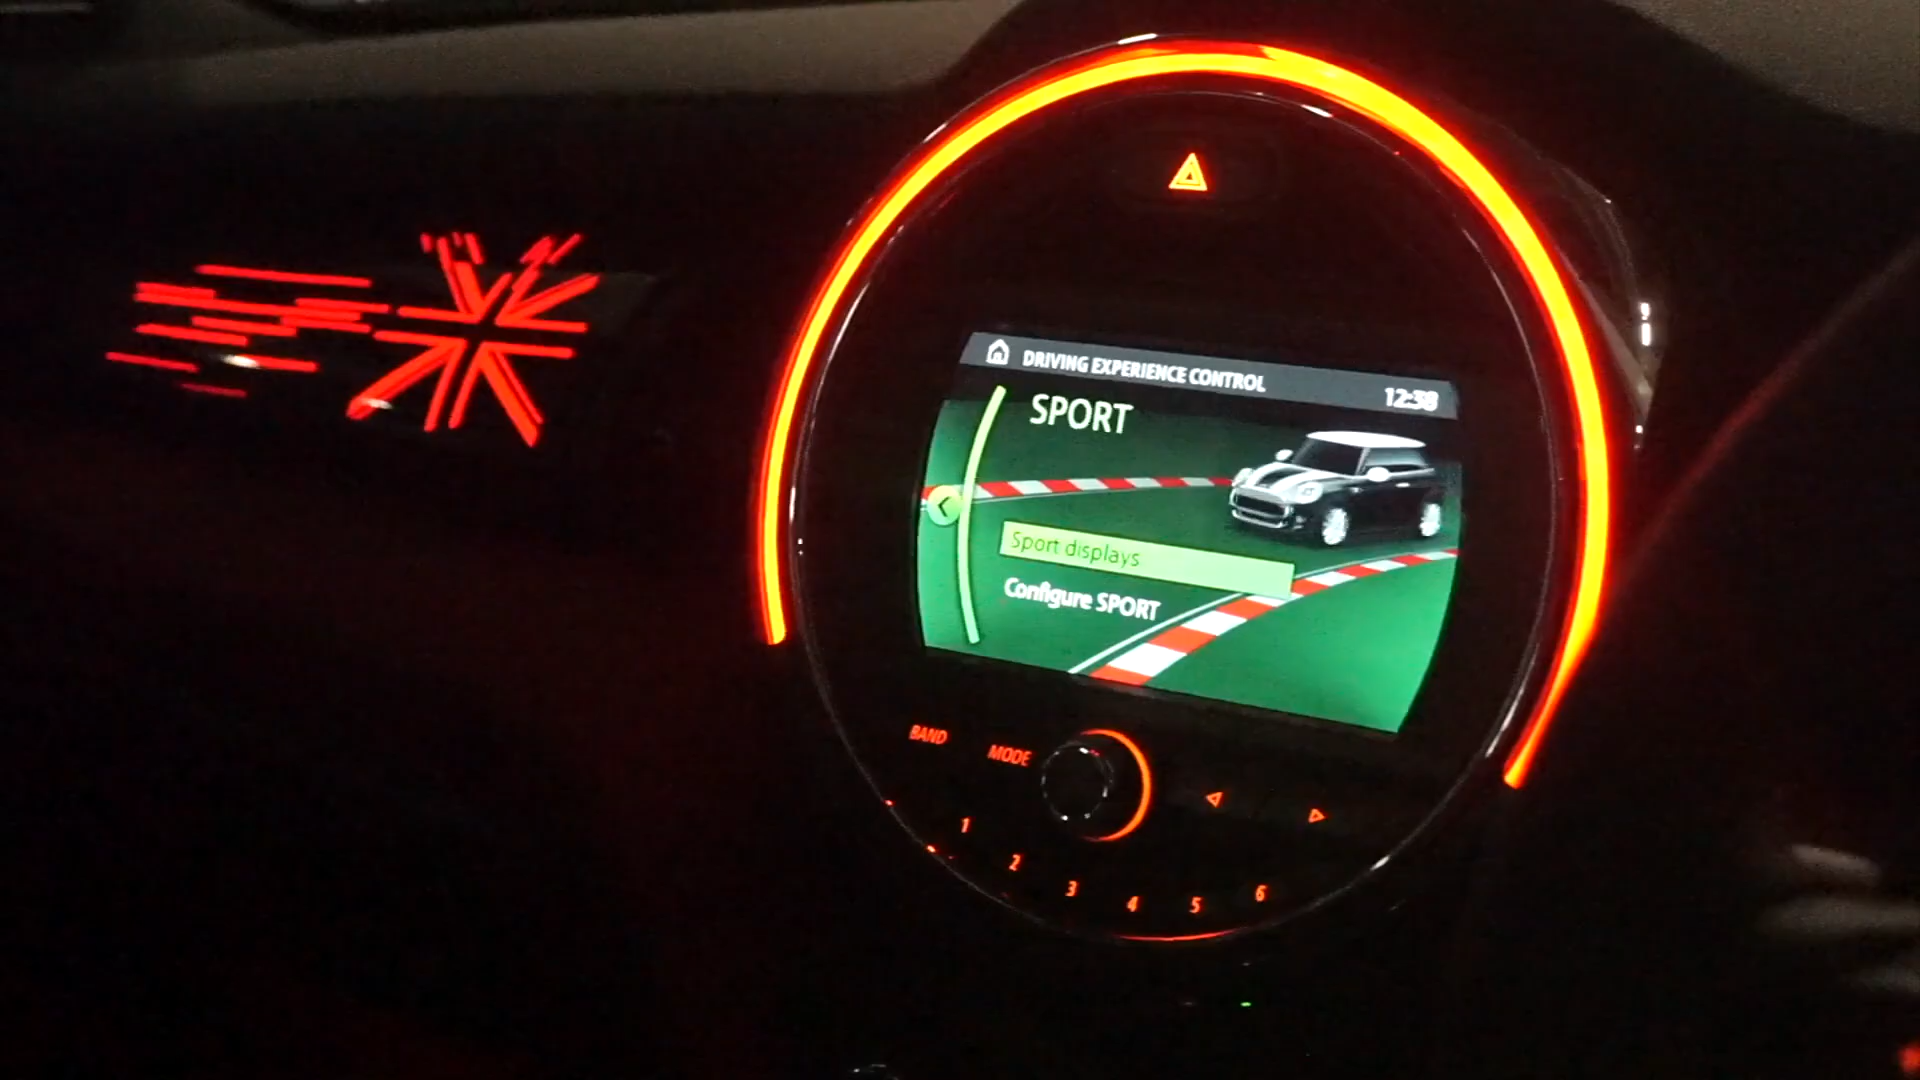 DRIVING EXPERIENCE CONTROL
12:38
SPORT
Sport displays
Configure SPORT
BAND
MODE
1
2
3
4
5
6